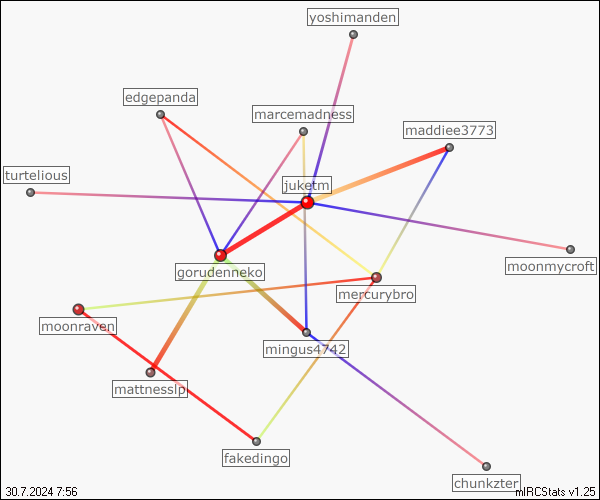 yoshimanden
edgepanda
marcemadness
maddiee3773
turtelious
juketm
gorudenneko
moonmycroft
mercurybro
moonraven
mingus4742
mattnesslp
fakedingo
chunkzter
30.7.2024 7:56
mIRCStats v1.25